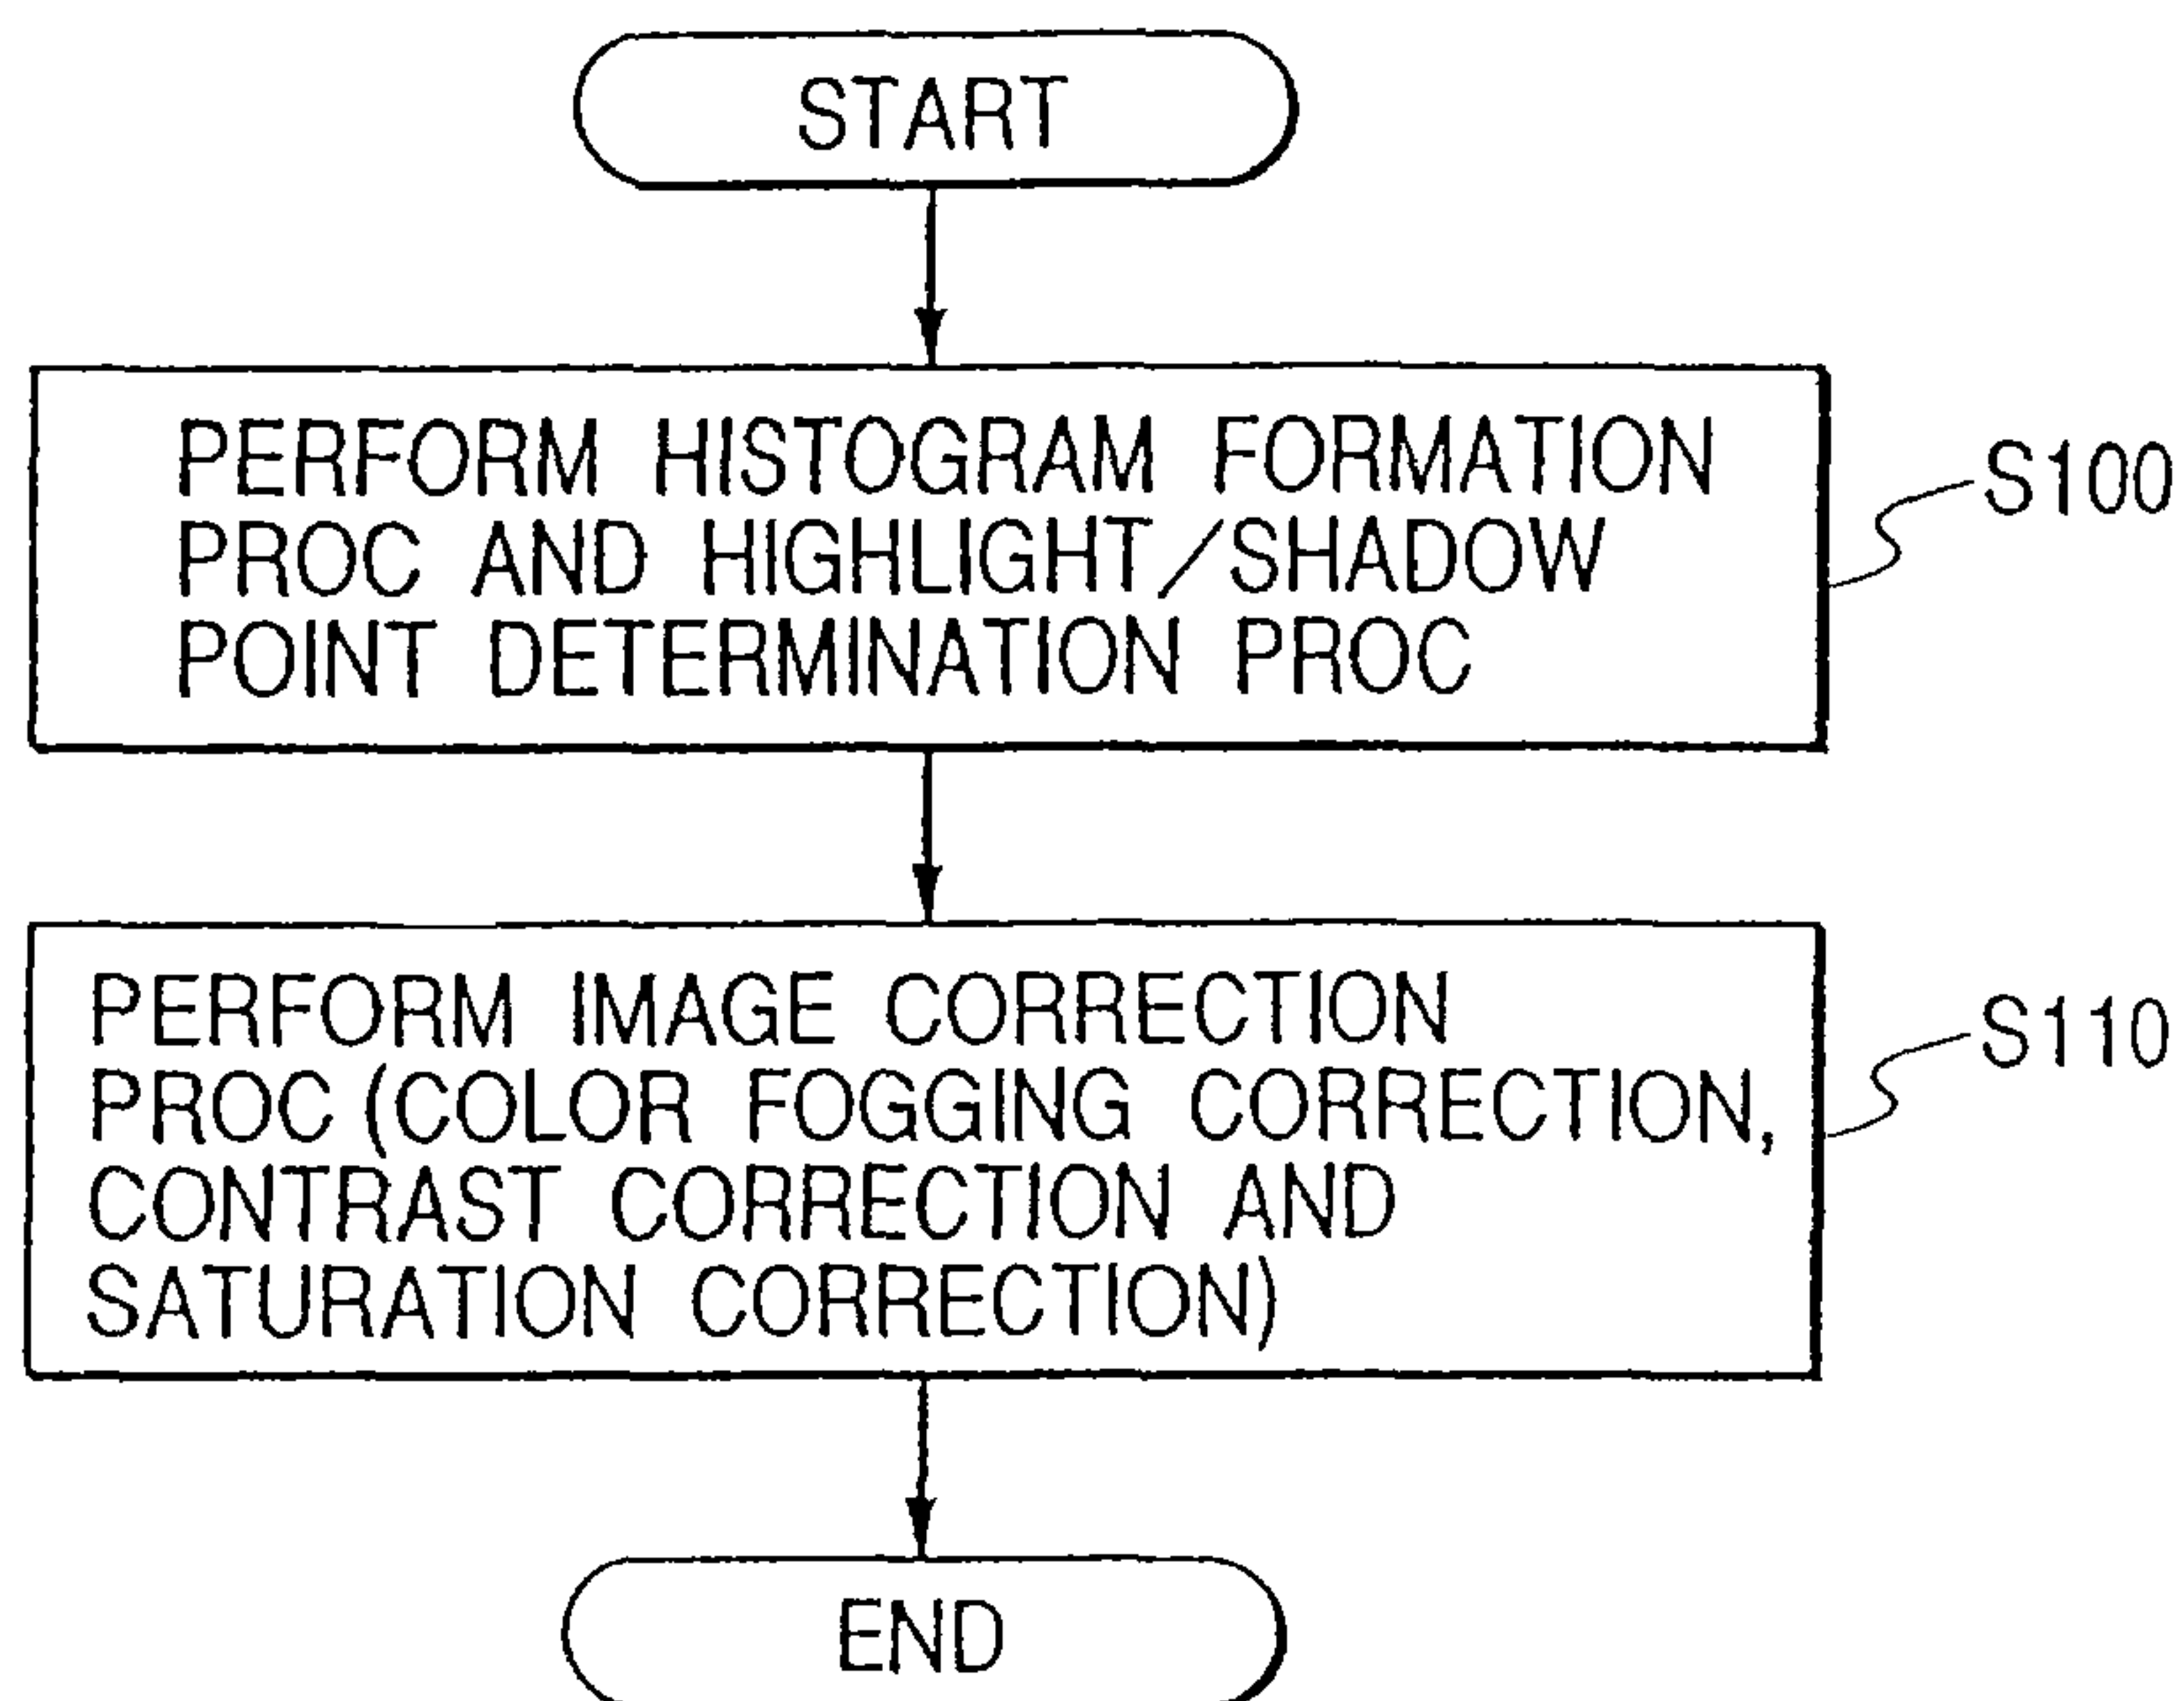 START
PERFORM HISTOGRAM FORMATION
PROC AND HIGHLIGHT/SHADOW
POINT DETERMINATION PROC
S100
PERFORM IMAGE CORRECTION
PROC (COLOR FOGGING CORRECTION,
CONTRAST CORRECTION AND
SATURATION CORRECTION)
S110
END